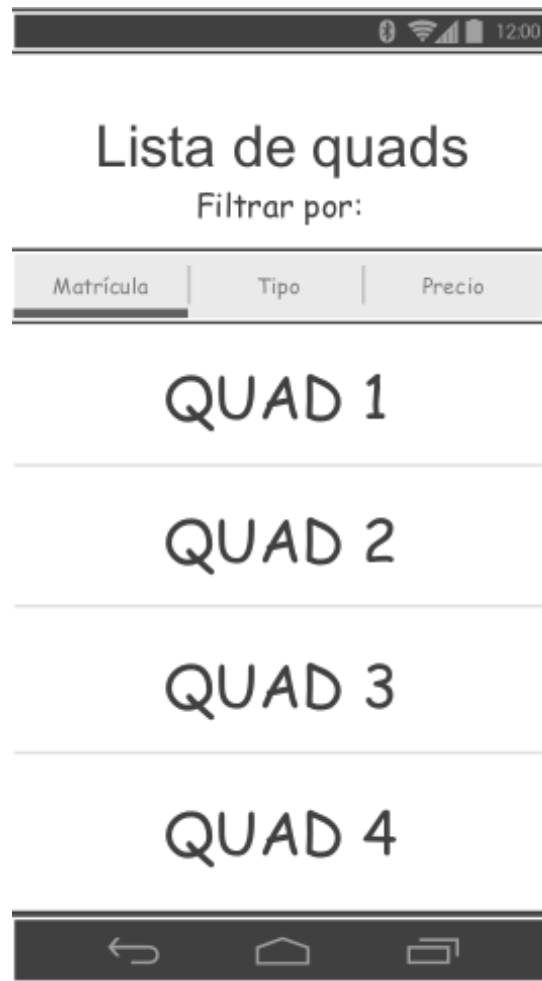 12:00
Lista de quads
Filtrar por:
Matrícula Tipo Precio
QUAD 1
QUAD 2
QUAD 3
QUAD 4